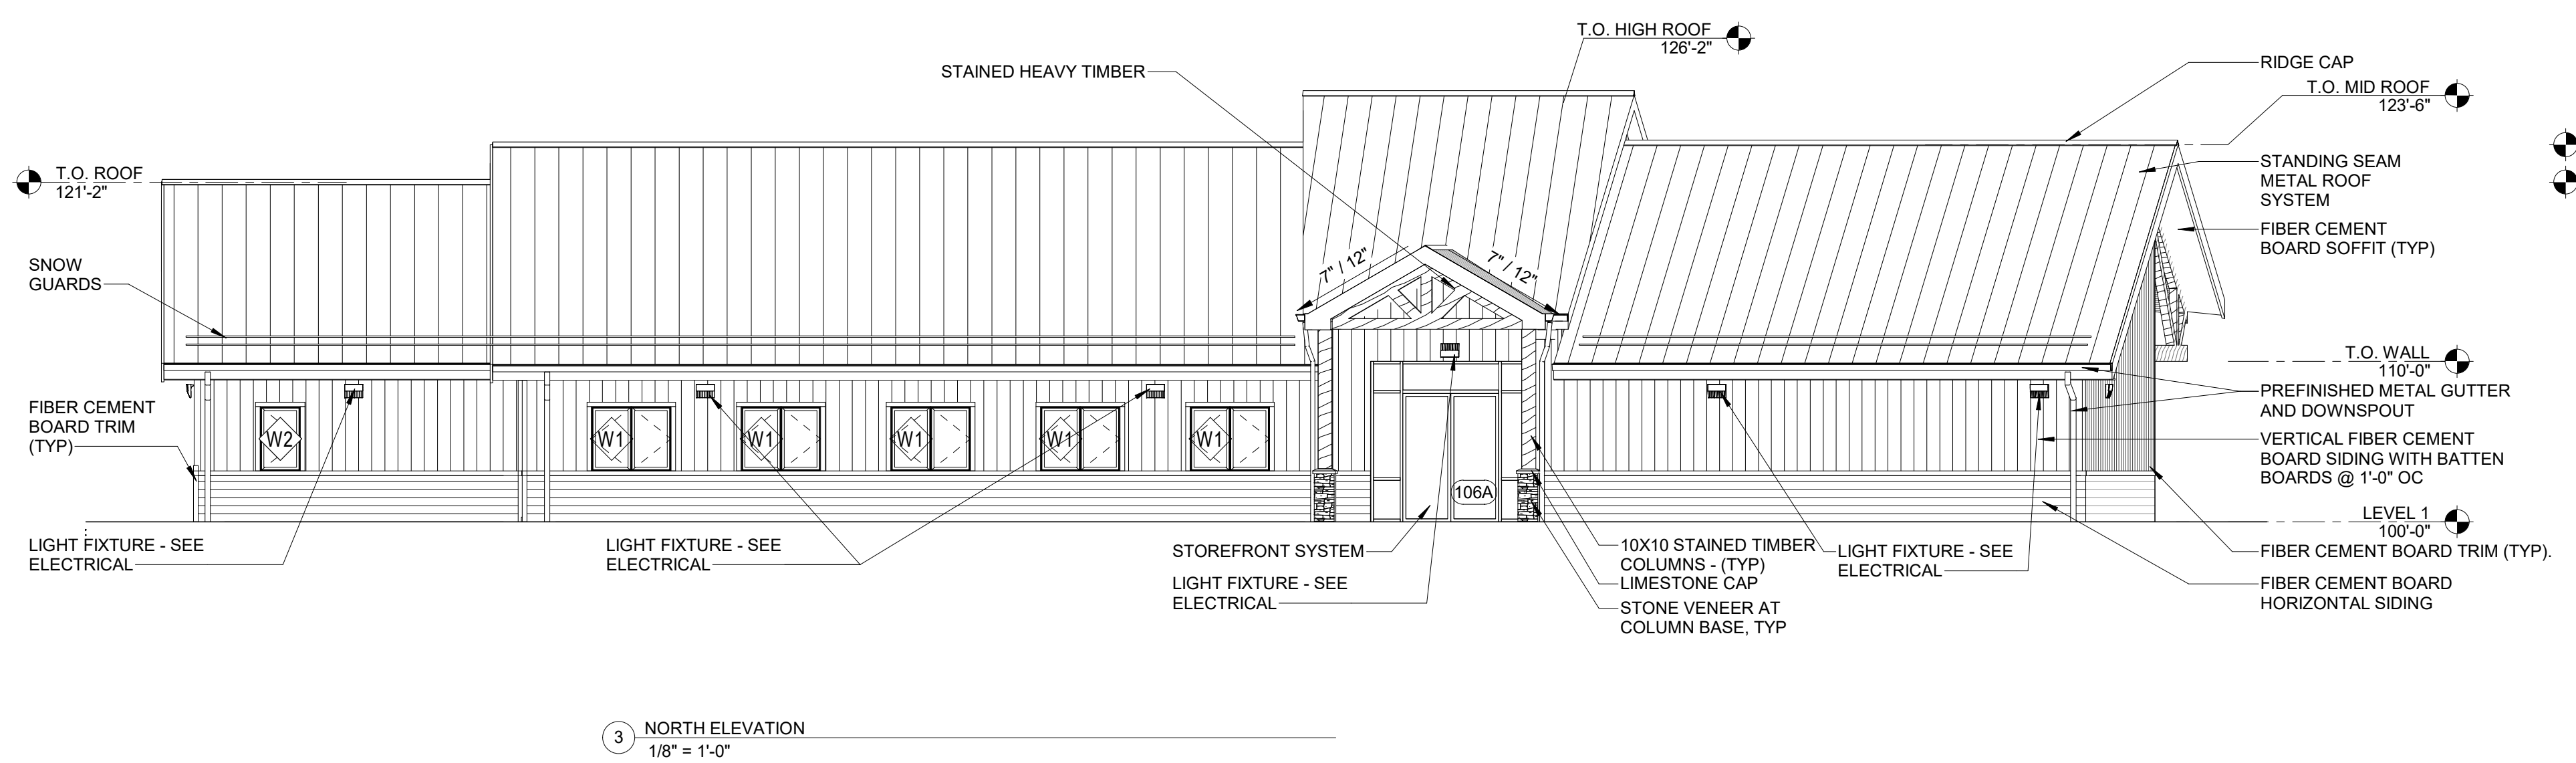 T.O. HIGH ROOF
126'-2"
STAINED HEAVY TIMBER
RIDGE CAP
T.O. MID ROOF
123'-6"
T.O. ROOF
121'-2"
STANDING SEAM
METAL ROOF
SYSTEM
FIBER CEMENT
BOARD SOFFIT (TYP)
SNOW
GUARDS
7" / 12"
7" / 12"
T.O. WALL
110'-0"
PREFINISHED METAL GUTTER
AND DOWNSPOUT
FIBER CEMENT
BOARD TRIM
(TYP)
W2
W1
W1
W1
W1
W1
VERTICAL FIBER CEMENT
BOARD SIDING WITH BATTEN
BOARDS @ 1'-0" OC
106A
LEVEL 1
100'-0"
LIGHT FIXTURE - SEE
ELECTRICAL
LIGHT FIXTURE - SEE
ELECTRICAL
STOREFRONT SYSTEM
LIGHT FIXTURE - SEE
ELECTRICAL
10X10 STAINED TIMBER
COLUMNS - (TYP)
LIMESTONE CAP
STONE VENEER AT
COLUMN BASE, TYP
LIGHT FIXTURE - SEE
ELECTRICAL
FIBER CEMENT BOARD TRIM (TYP).
FIBER CEMENT BOARD
HORIZONTAL SIDING
3
NORTH ELEVATION
1/8" = 1'-0"